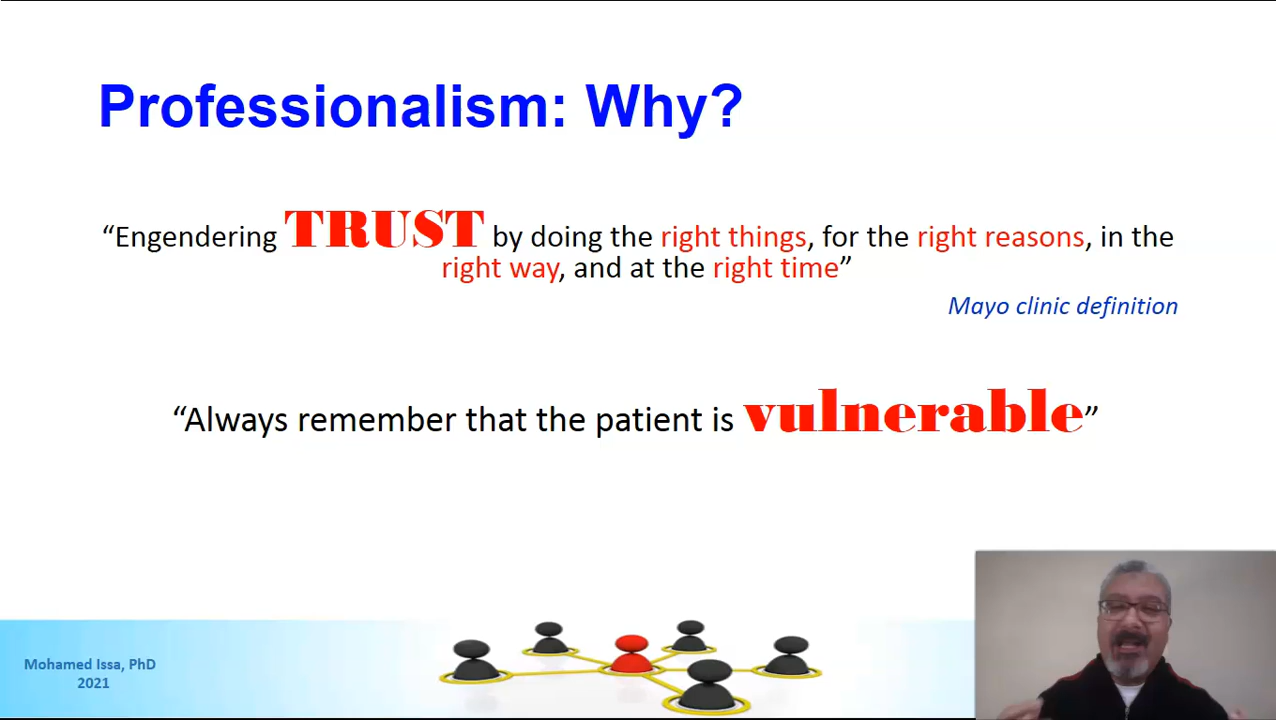 Professionalism: Why?
“Engendering TRUST by doing the right things, for the right reasons, in the
right way, and at the right time”
Mayo clinic definition
“Always remember that the patient is vulnerable”
Mohamed Issa, PhD
2021